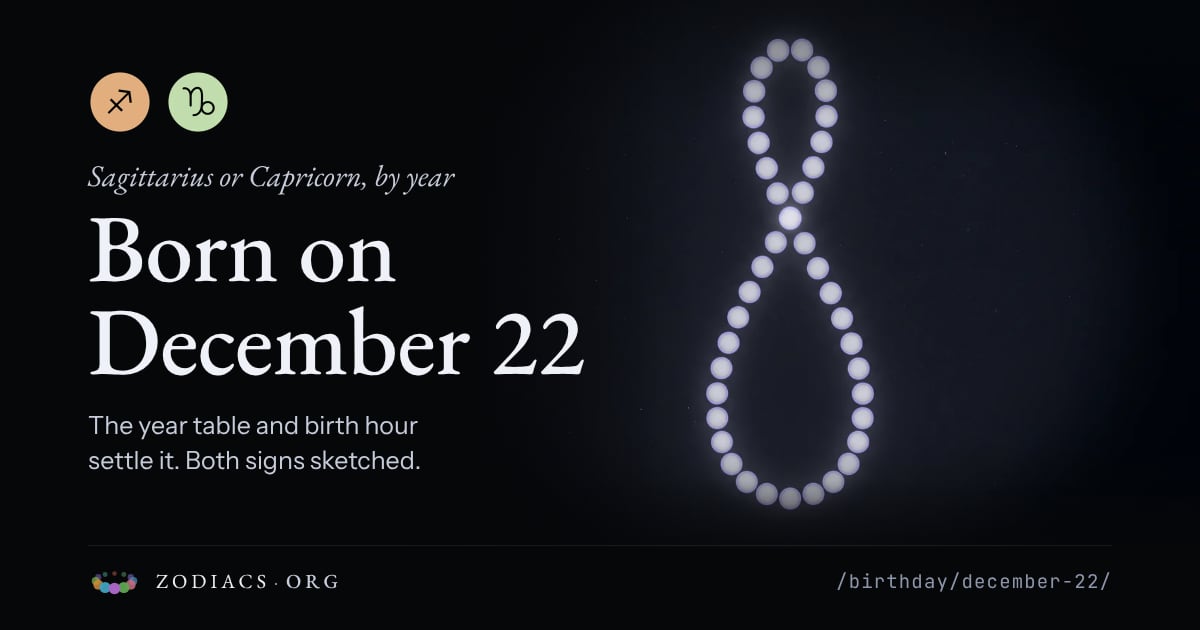 Sagittarius or Capricorn, by year
Born on
December 22
The year table and birth hour
settle it. Both signs sketched.
ZODIACS·ORG
/birthday/december-22/